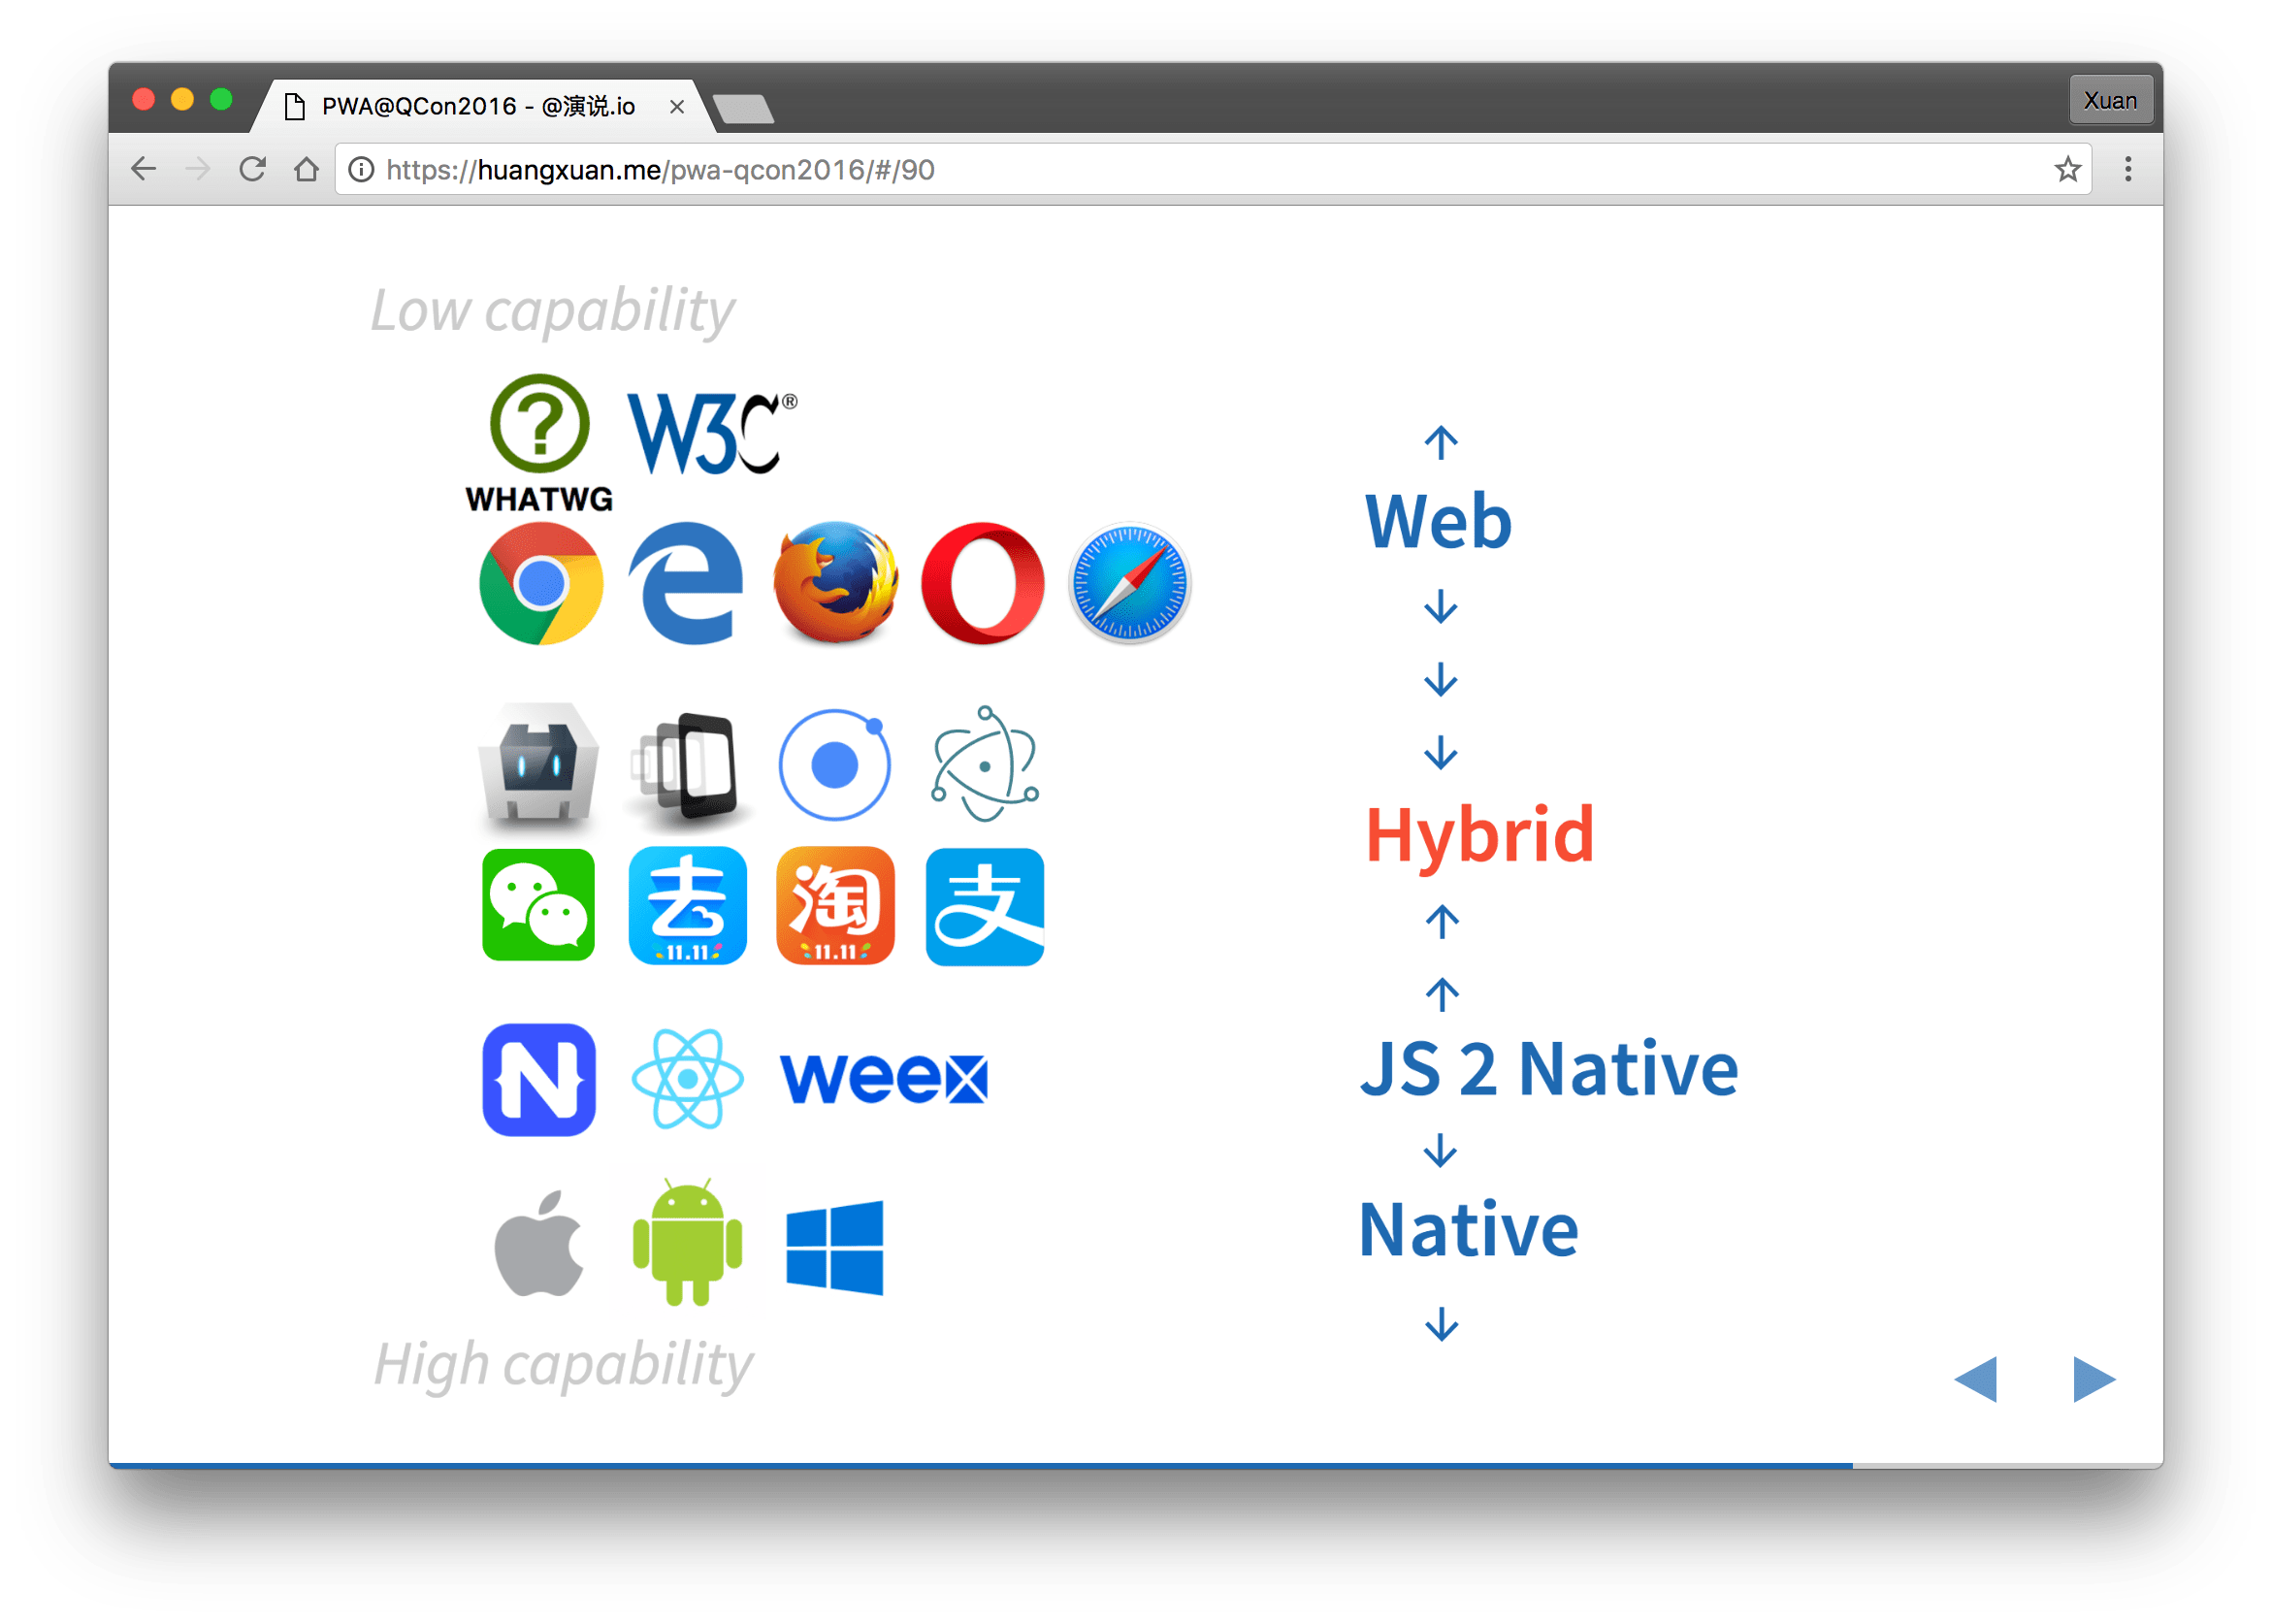 PWA@QCon2016 - @演说.io
Xuan
https://huangxuan.me/pwa-qcon2016/#/90
Low capability
W3C®
WHATWG
Web
Hybrid
去
11.11
淘
11.11
支
JS 2 Native
N
weex
Native
High capability